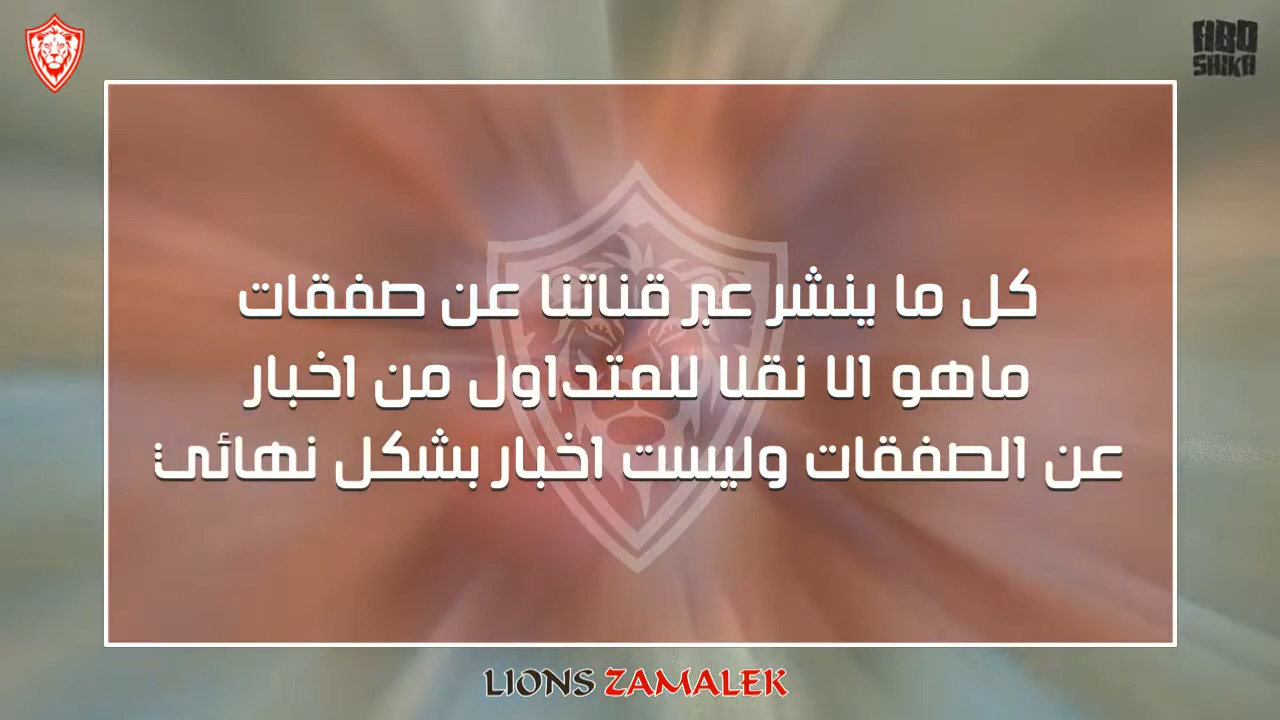 ABO
SHIKA
كل ما ينشر عبر قناتنا عن صفقات
ماهو الا نقلا للمتداول من اخبار
عن الصفقات وليست اخبار بشكل نهائي:
LIONS ZAMALEK